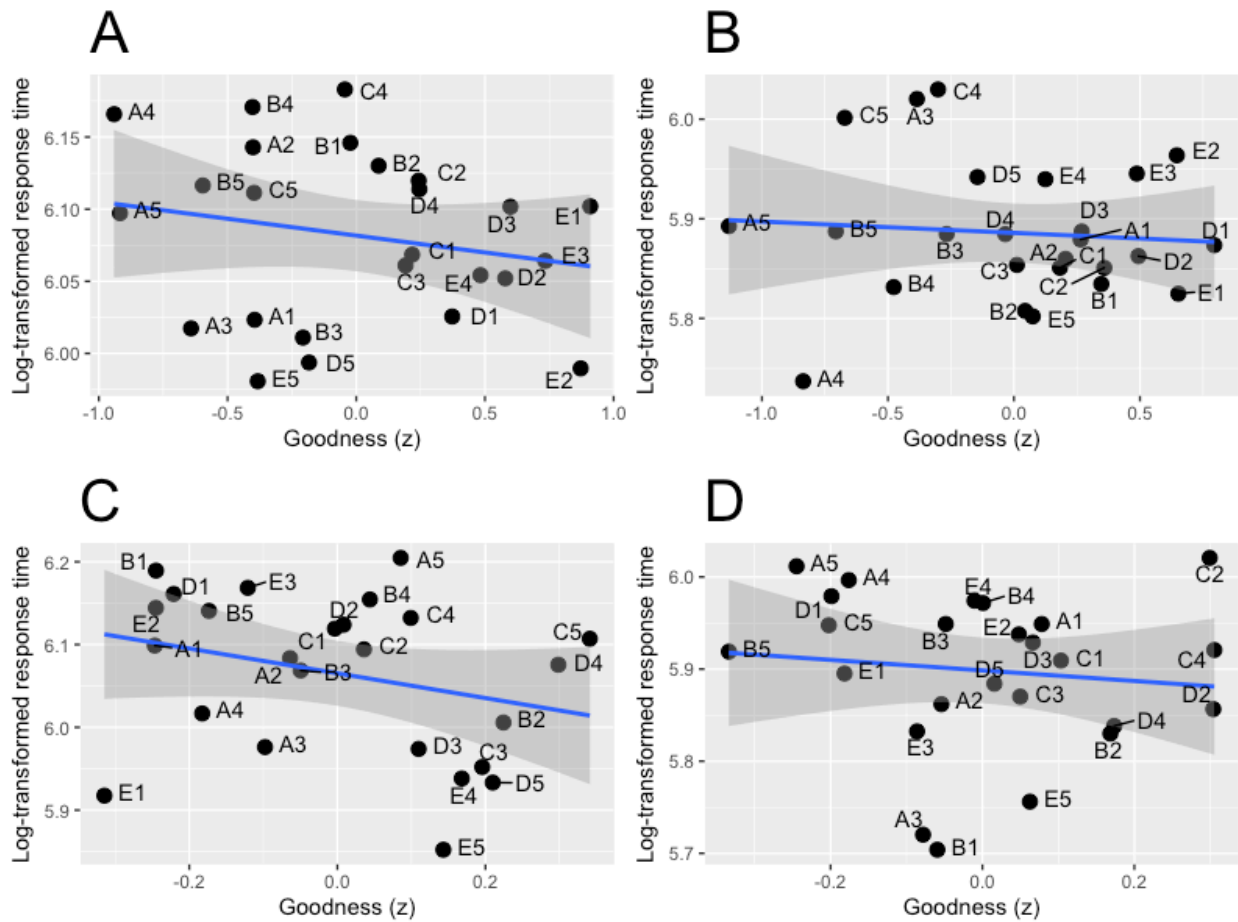 A
Log-transformed response time
6.15
6.10
6.05
6.00
A4
B4
C4
A2
B1
B2
C2
D4
B5
C5
A5
D3
E1
C1
C3
E4
D2
E3
A3
A1
B3
D1
D5
E5
E2
-1.0
-0.5
0.0
0.5
1.0
Goodness (z)
B
Log-transformed response time
6.0
5.9
5.8
C5
A3
C4
D5
E4
E3
E2
A5
B5
B3
D4
D3
A1
D1
C3
A2
C1
D2
B4
C2
B1
E1
B2
E5
A4
-1.0
-0.5
0.0
0.5
Goodness (z)
C
Log-transformed response time
6.2
6.1
6.0
5.9
B1
D1
E3
A5
E2
B5
B4
D2
C4
A1
C1
C2
C5
A2
B3
D4
A4
A3
D3
B2
C3
E1
E4
D5
E5
-0.2
0.0
0.2
Goodness (z)
D
Log-transformed response time
6.0
5.9
5.8
5.7
A5
A4
C2
D1
E4
B4
C5
B3
E2
A1
B5
E1
D3
C1
C4
D5
A2
C3
D2
E3
D4
B2
E5
A3
B1
-0.2
0.0
0.2
Goodness (z)